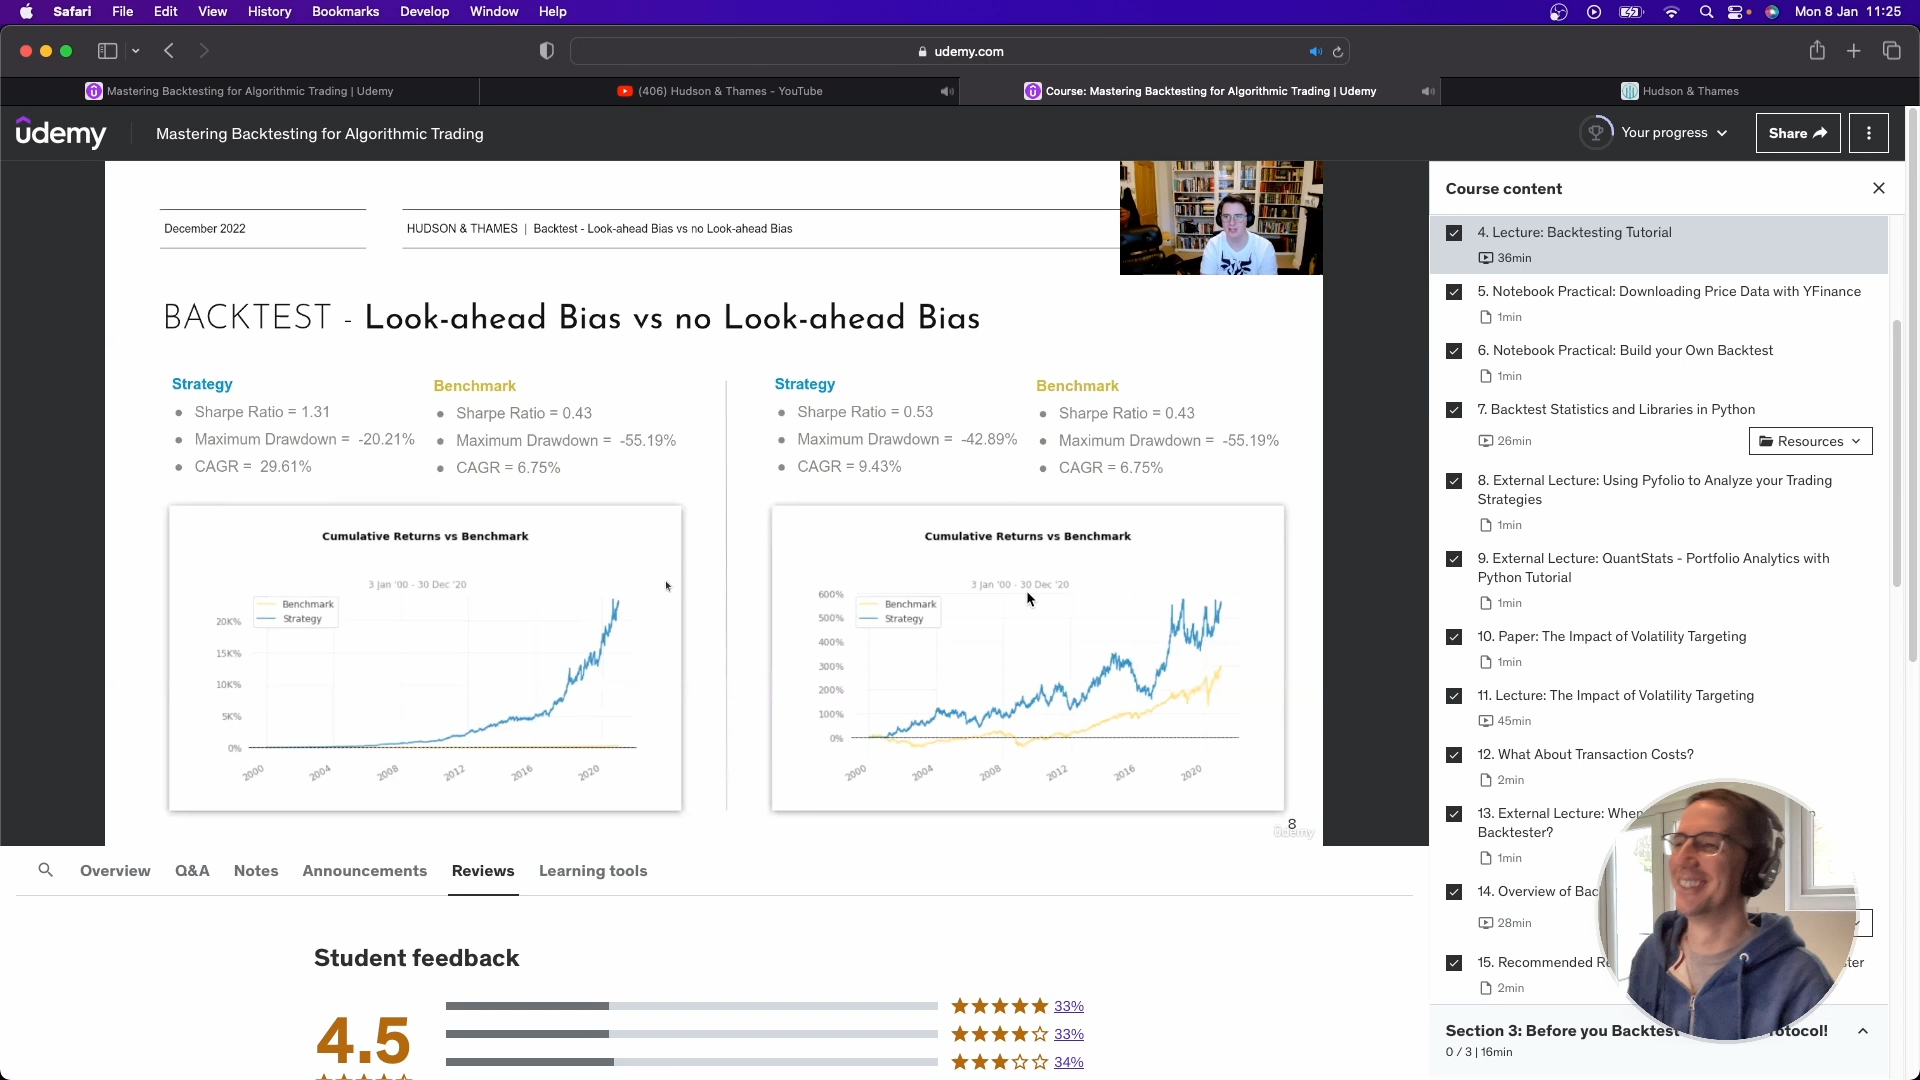 Safari File Edit View History Bookmarks Develop Window Help Mon 8 Jan 11:25
udemy.com
Mastering Backtesting for Algorithmic Trading | Udemy
(406) Hudson & Thames - YouTube
Course: Mastering Backtesting for Algorithmic Trading | Udemy
Hudson & Thames
ûdemy Mastering Backtesting for Algorithmic Trading Your progress Share
December 2022
HUDSON & THAMES | Backtest - Look-ahead Bias vs no Look-ahead Bias
BACKTEST - Look-ahead Bias vs no Look-ahead Bias
Strategy
Sharpe Ratio = 1.31
Maximum Drawdown = -20.21%
CAGR = 29.61%
Benchmark
Sharpe Ratio = 0.43
Maximum Drawdown = -55.19%
CAGR = 6.75%
Strategy
Sharpe Ratio = 0.53
Maximum Drawdown = -42.89%
CAGR = 9.43%
Benchmark
Sharpe Ratio = 0.43
Maximum Drawdown = -55.19%
CAGR = 6.75%
Cumulative Returns vs Benchmark
3 Jan '00 - 30 Dec '20
Benchmark
Strategy
20K%
15K%
10K%
5K%
0%
2000 2004 2008 2012 2016 2020
Cumulative Returns vs Benchmark
3 Jan '00 - 30 Dec '20
Benchmark
Strategy
600%
500%
400%
300%
200%
100%
0%
2000 2004 2008 2012 2016 2020
8
ûdemy
Overview Q&A Notes Announcements Reviews Learning tools
Student feedback
4.5
33%
33%
34%
Course content
4. Lecture: Backtesting Tutorial
36min
5. Notebook Practical: Downloading Price Data with YFinance
1min
6. Notebook Practical: Build your Own Backtest
1min
7. Backtest Statistics and Libraries in Python
26min
Resources
8. External Lecture: Using Pyfolio to Analyze your Trading
Strategies
1min
9. External Lecture: QuantStats - Portfolio Analytics with
Python Tutorial
1min
10. Paper: The Impact of Volatility Targeting
1min
11. Lecture: The Impact of Volatility Targeting
45min
12. What About Transaction Costs?
2min
13. External Lecture:
Backtester?
1min
14. Overview of
28min
15. Recommended
2min
Section 3: Before you Backtest
0 / 3 | 16min